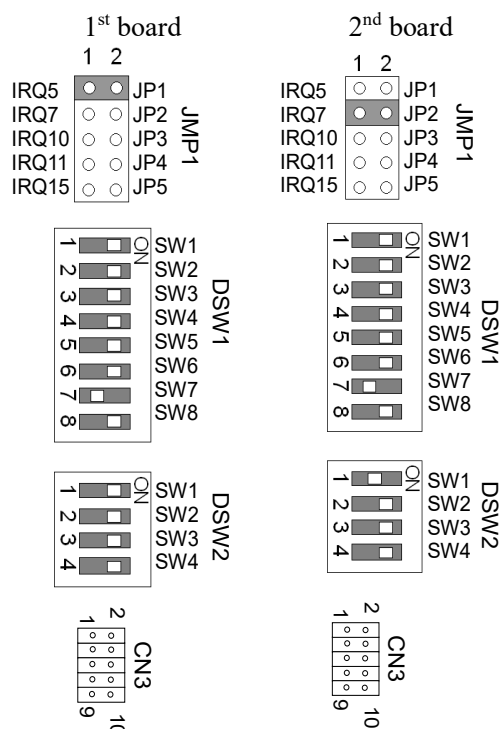 1st board
1 2
IRQ5 JP1
IRQ7 JP2
IRQ10 JP3
IRQ11 JP4
IRQ15 JP5
JMP1
1 ON SW1
2 SW2
3 SW3
4 SW4
5 SW5
6 SW6
7 SW7
8 SW8
DSW1
1 ON SW1
2 SW2
3 SW3
4 SW4
DSW2
1 2
CN3
9 10
2nd board
1 2
IRQ5 JP1
IRQ7 JP2
IRQ10 JP3
IRQ11 JP4
IRQ15 JP5
JMP1
1 ON SW1
2 SW2
3 SW3
4 SW4
5 SW5
6 SW6
7 SW7
8 SW8
DSW1
1 ON SW1
2 SW2
3 SW3
4 SW4
DSW2
1 2
CN3
9 10